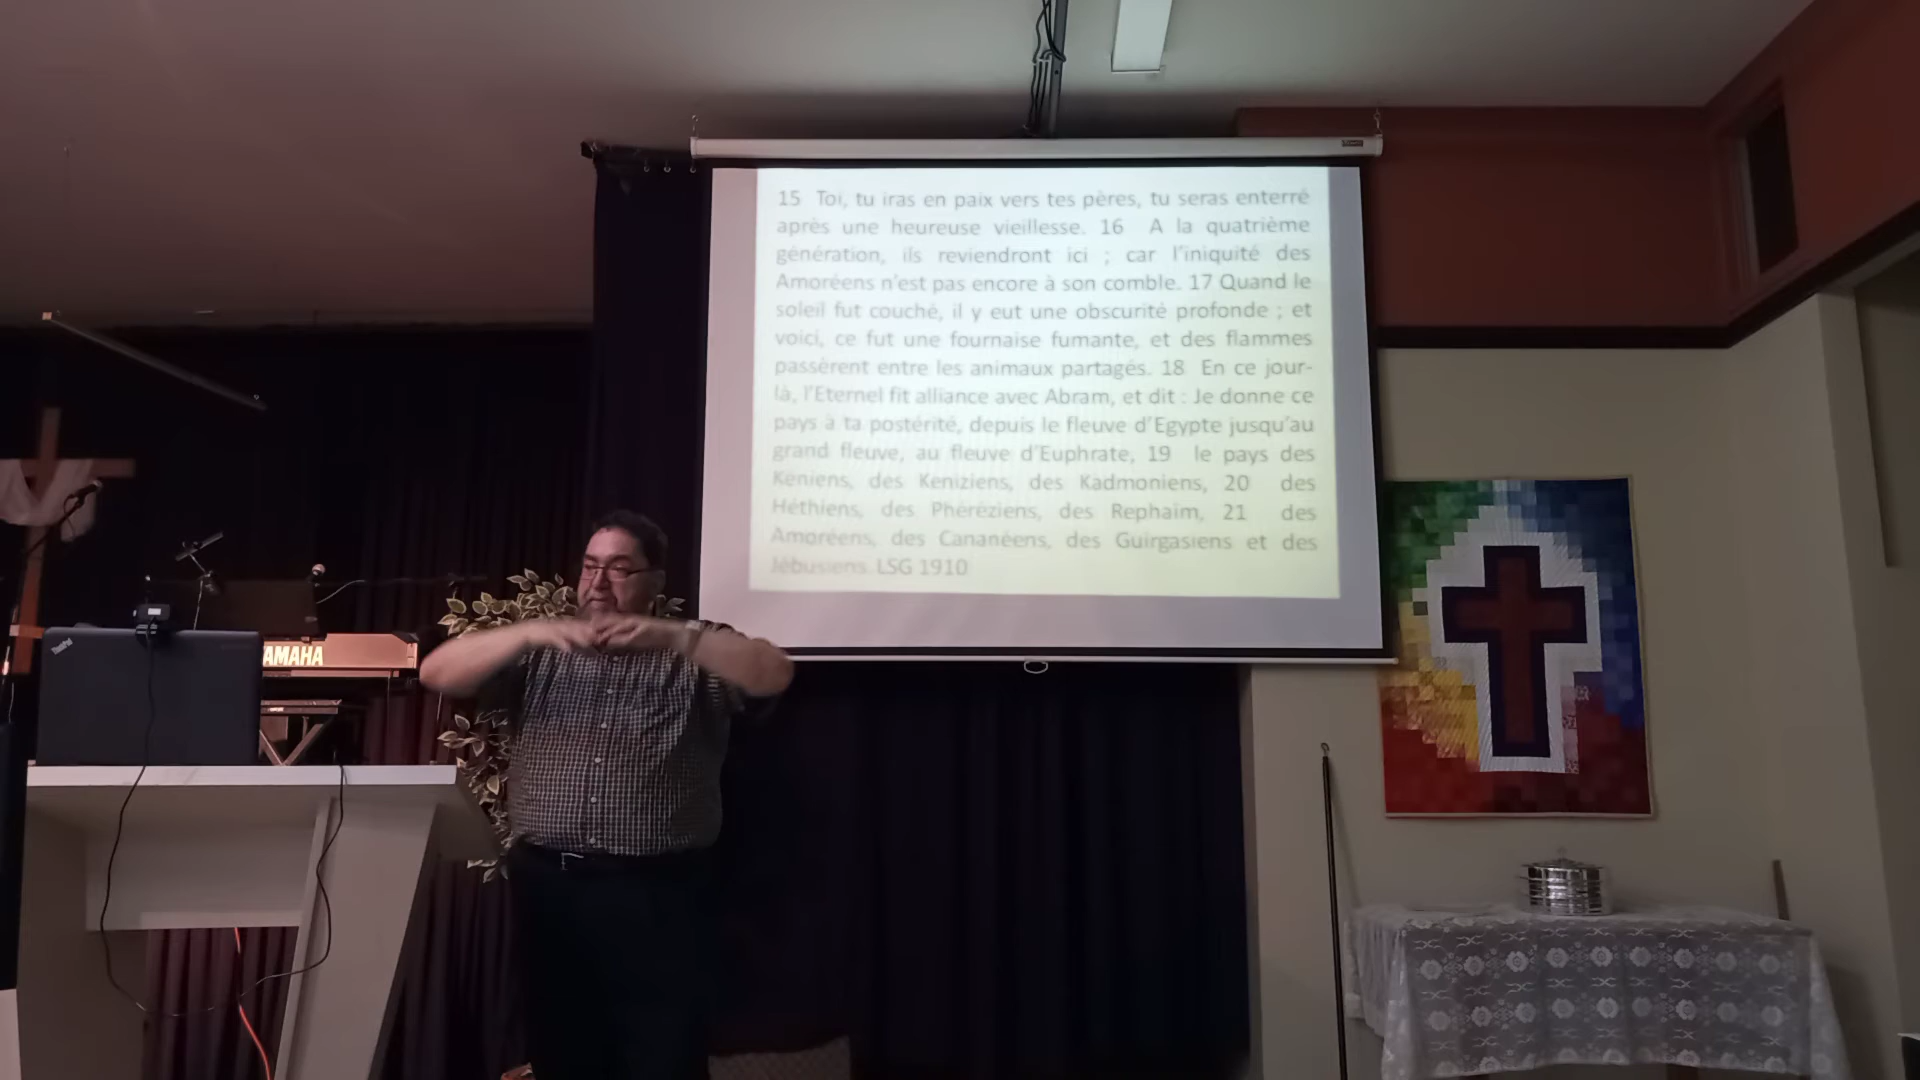 15 Toi, tu iras en paix vers tes pères, tu seras enterré
après une heureuse vieillesse. 16 A la quatrième
génération, ils reviendront ici ; car l'iniquité des
Amoréens n'est pas encore à son comble. 17 Quand le
soleil fut couché, il y eut une obscurité profonde ; et
voici, ce fut une fournaise fumante, et des flammes
passèrent entre les animaux partagés. 18 En ce jour-
là, l'Eternel fit alliance avec Abram, et dit : Je donne ce
pays à ta postérité, depuis le fleuve d'Egypte jusqu'au
grand fleuve, au fleuve d'Euphrate, 19 le pays des
Keniens, des Keniziens, des Kadmoniens, 20 des
Héthiens, des Phéréziens, des Rephaïm, 21 des
Amoréens, des Cananéens, des Guirgasiens et des
Jébusiens. LSG 1910
ThinkPad
YAMAHA